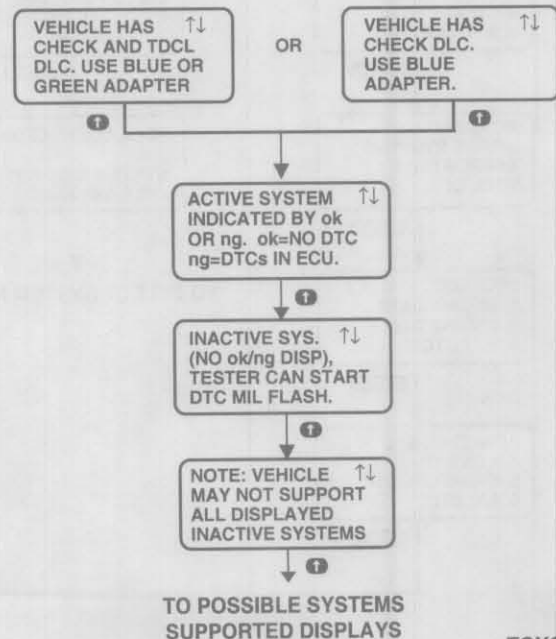 VEHICLE HAS ↑↓
CHECK AND TDCL
DLC. USE BLUE OR
GREEN ADAPTER
OR
VEHICLE HAS ↑↓
CHECK DLC.
USE BLUE
ADAPTER.
ACTIVE SYSTEM ↑↓
INDICATED BY ok
OR ng. ok=NO DTC
ng=DTCs IN ECU.
INACTIVE SYS. ↑↓
(NO ok/ng DISP),
TESTER CAN START
DTC MIL FLASH.
NOTE: VEHICLE ↑↓
MAY NOT SUPPORT
ALL DISPLAYED
INACTIVE SYSTEMS
TO POSSIBLE SYSTEMS
SUPPORTED DISPLAYS